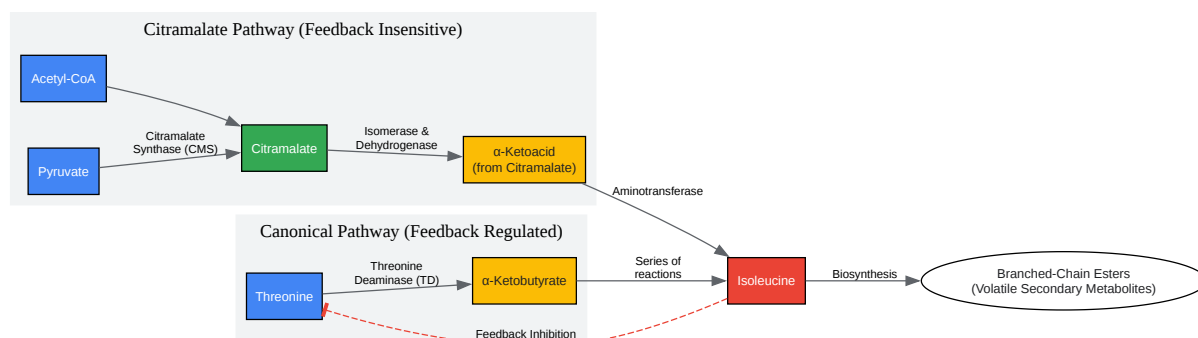 Citramalate Pathway (Feedback Insensitive)
Acetyl-CoA
Pyruvate
Citramalate
Synthase (CMS)
Citramalate
Isomerase &
Dehydrogenase
α-Ketoacid
(from Citramalate)
Aminotransferase
Canonical Pathway (Feedback Regulated)
Threonine
Threonine
Deaminase (TD)
α-Ketobutyrate
Series of
reactions
Isoleucine
Biosynthesis
Branched-Chain Esters
(Volatile Secondary Metabolites)
Feedback Inhibition